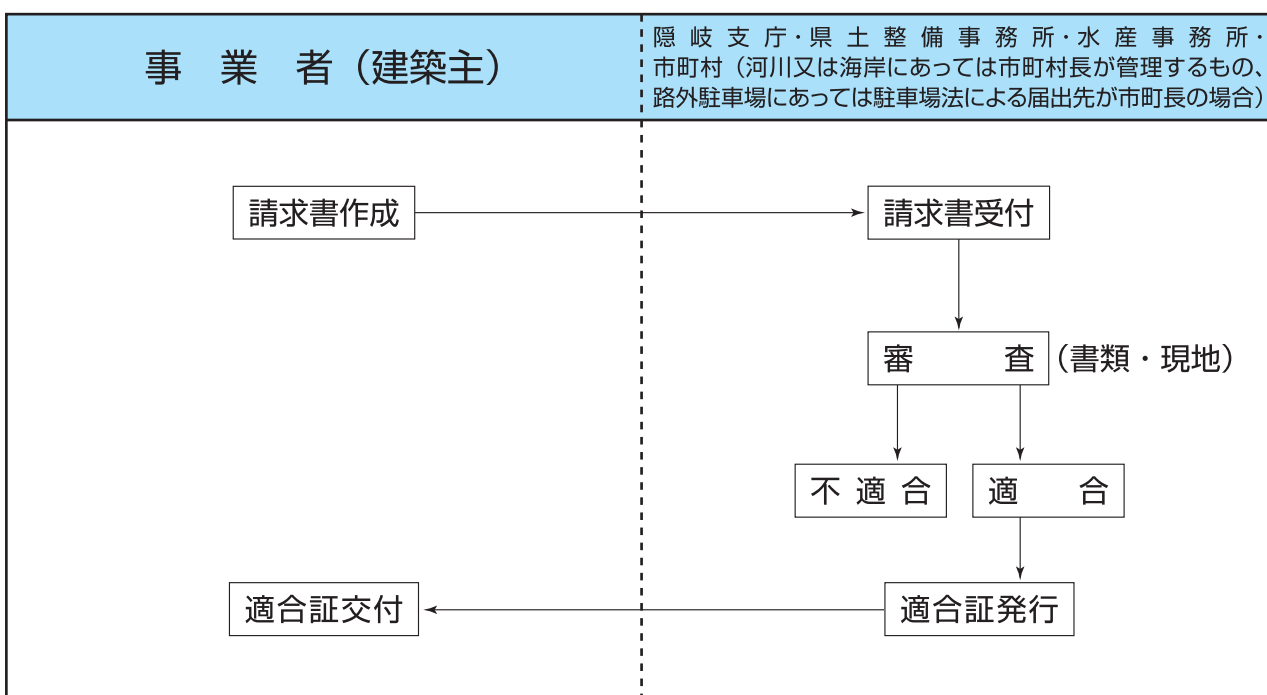 事業者（建築主）
隠岐支庁・県土整備事務所・水産事務所・
市町村（河川又は海岸にあっては市町村長が管理するもの、
路外駐車場にあっては駐車場法による届出先が市町長の場合）
請求書作成
請求書受付
審査（書類・現地）
不適合
適合
適合証交付
適合証発行